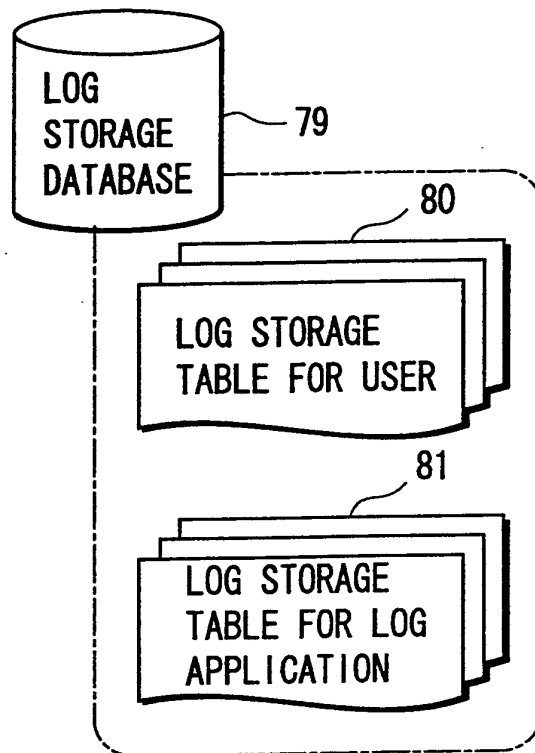 LOG
STORAGE
DATABASE
79
80
LOG STORAGE
TABLE FOR USER
81
LOG STORAGE
TABLE FOR LOG
APPLICATION